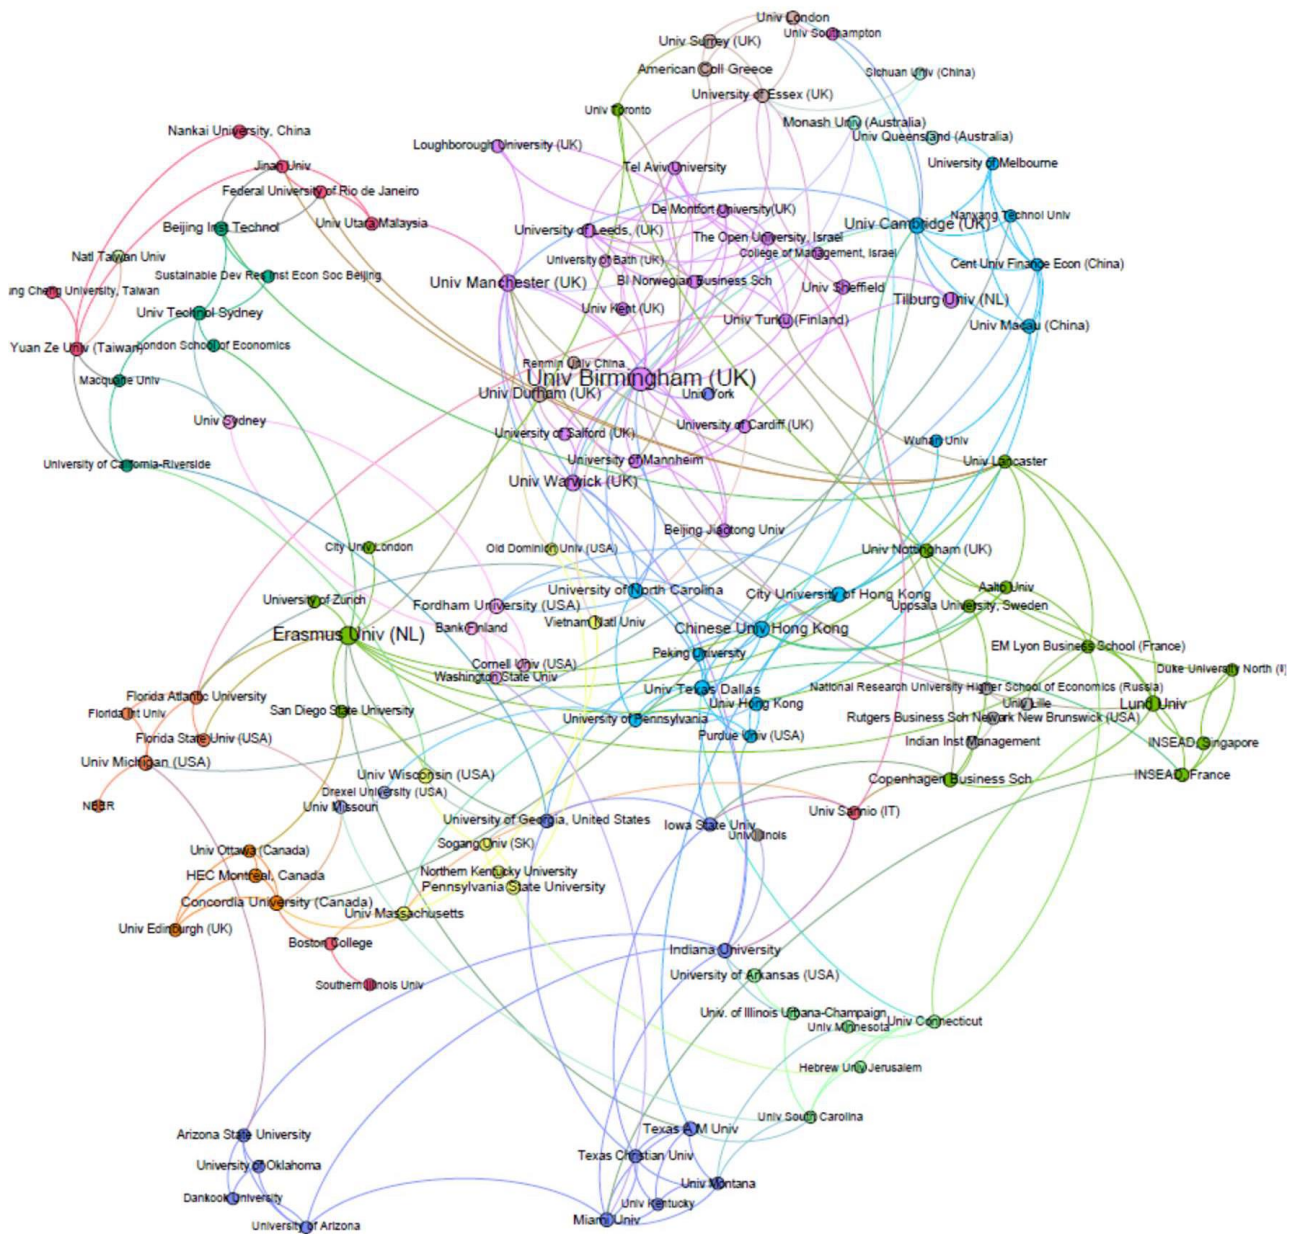 Univ London
Univ Southampton
Univ Surrey (UK)
American Coll Greece
Sichuan Univ (China)
University of Essex (UK)
Univ Toronto
Monash Univ (Australia)
Univ Queensland (Australia)
Nankai University, China
Loughborough University (UK)
Jinan Univ
Tel Aviv University
University of Melbourne
Federal University of Rio de Janeiro
De Montfort University(UK)
Univ Utara Malaysia
Beijing Inst Technol
University of Leeds, (UK)
The Open University, Israel
Univ Cambridge (UK)
Nanxang Technol Univ
College of Management, Israel
Natl Taiwan Univ
University of Bath (UK)
Cent Univ Finance Econ (China)
Sustainable Dev Res Inst Econ Soc Beijing
Univ Manchester (UK)
BI Norwegian Business Sch
Univ Sheffield
ung Cheng University, Taiwan
Tilburg Univ (NL)
Univ Technol Sydney
Univ Kent (UK)
Univ Turku (Finland)
Univ Macau (China)
Yuan Ze Univ (Taiwan)
London School of Economics
Renmin Univ China
Macquarie Univ
Univ Birmingham (UK)
Univ Durham (UK)
Univ York
Univ Sydney
University of Salford (UK)
University of Cardiff (UK)
Wuhan Univ
University of California-Riverside
University of Mannheim
Univ Lancaster
Univ Warwick (UK)
Beijing Jiaotong Univ
City Univ London
Old Dominion Univ (USA)
Univ Nottingham (UK)
University of North Carolina
City University of Hong Kong
Aalto Univ
University of Zurich
Fordham University (USA)
Uppsala University, Sweden
Erasmus Univ (NL)
Bank Finland
Vietnam Natl Univ
Chinese Univ Hong Kong
Peking University
EM Lyon Business School (France)
Cornell Univ (USA)
Duke University North (I
Washington State Univ
Univ Texas Dallas
National Research University Higher School of Economics (Russia)
Florida Atlantic University
Univ Hong Kong
Univ Lille
Lund Univ
Florida Int Univ
San Diego State University
University of Pennsylvania
Rutgers Business Sch Newark New Brunswick (USA)
Florida State Univ (USA)
Purdue Univ (USA)
Indian Inst Management
INSEAD, Singapore
Univ Michigan (USA)
Univ Wisconsin (USA)
Copenhagen Business Sch
INSEAD, France
Drexel University (USA)
NBER
Univ Missouri
Univ Sannio (IT)
University of Georgia, United States
Iowa State Univ
Univ Illinois
Univ Ottawa (Canada)
Sogang Univ (SK)
HEC Montreal, Canada
Northern Kentucky University
Pennsylvania State University
Concordia University (Canada)
Univ Massachusetts
Univ Edinburgh (UK)
Boston College
Indiana University
University of Arkansas (USA)
Southern Illinois Univ
Univ. of Illinois Urbana-Champaign
Univ Minnesota
Univ Connecticut
Hebrew Univ Jerusalem
Univ South Carolina
Arizona State University
Texas A M Univ
University of Oklahoma
Texas Christian Univ
Dankook University
Univ Montana
Univ Kentucky
University of Arizona
Miami Univ